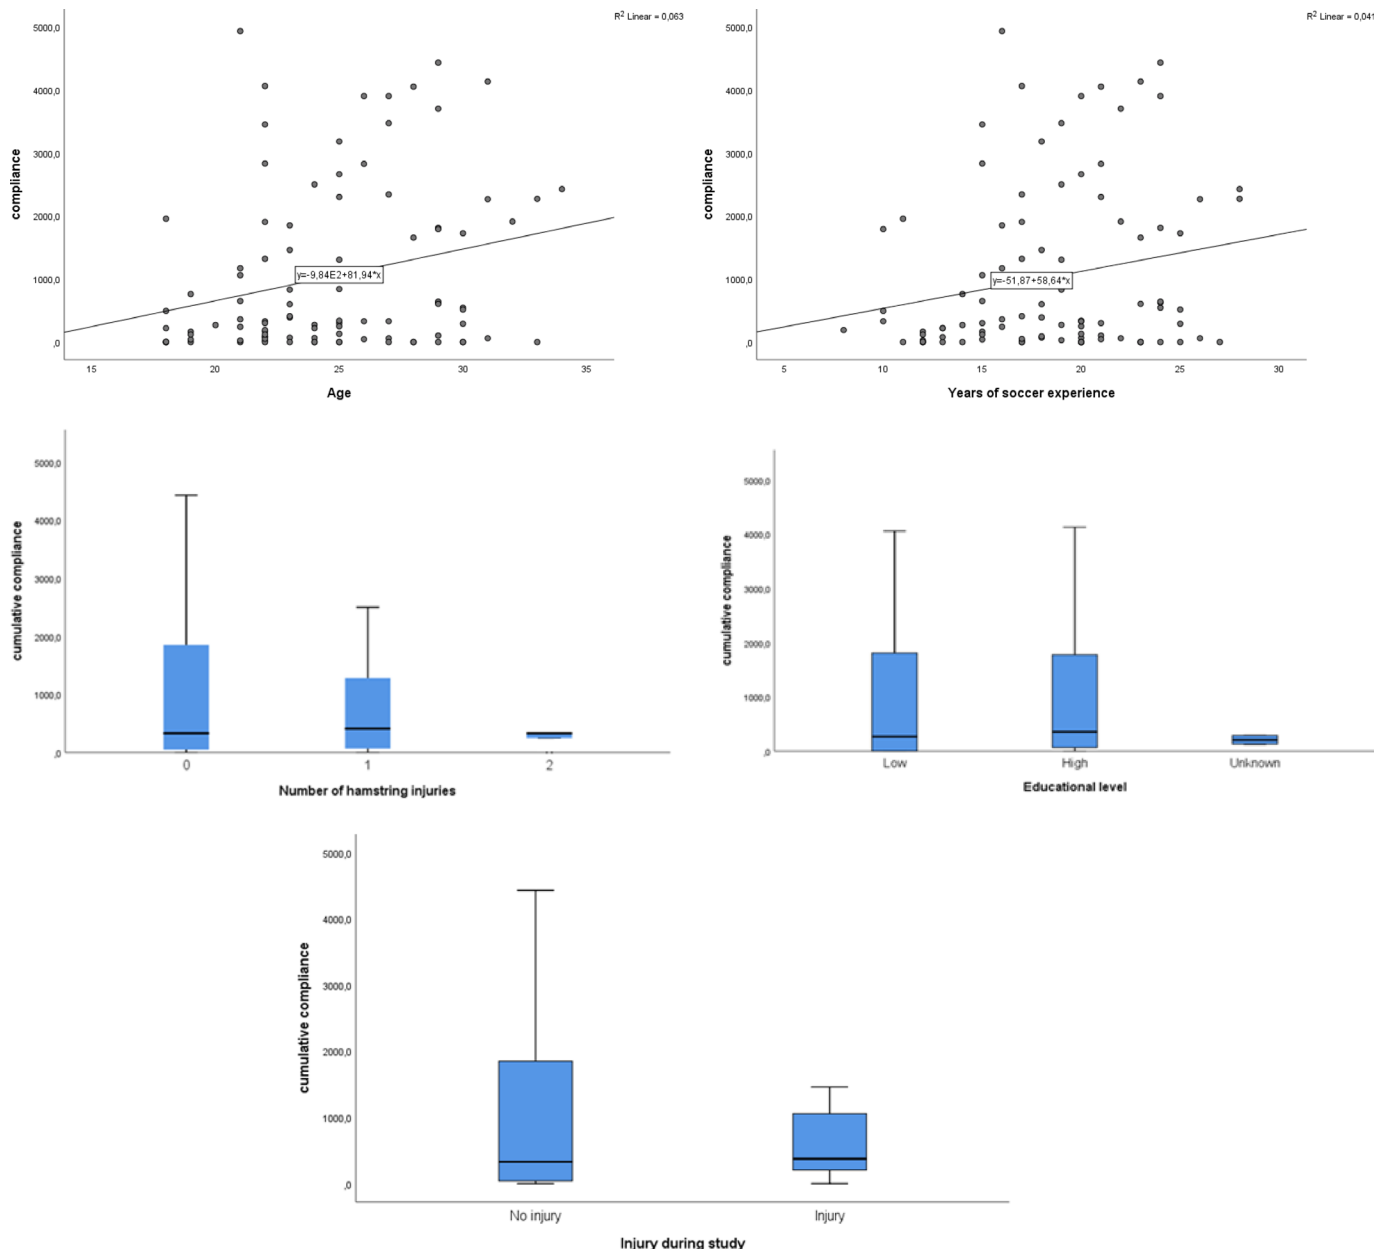 R2 Linear = 0,063
5000,0
4000,0
3000,0
2000,0
1000,0
,0
compliance
y=-9,84E2+81,94*x
15 20 25 30 35
Age
R2 Linear = 0,041
5000,0
4000,0
3000,0
2000,0
1000,0
,0
compliance
y=-51,87+58,64*x
5 10 15 20 25 30
Years of soccer experience
5000,0
4000,0
3000,0
2000,0
1000,0
,0
cumulative compliance
0 1 2
Number of hamstring injuries
5000,0
4000,0
3000,0
2000,0
1000,0
,0
cumulative compliance
Low High Unknown
Educational level
5000,0
4000,0
3000,0
2000,0
1000,0
,0
cumulative compliance
No injury Injury
Injury during study